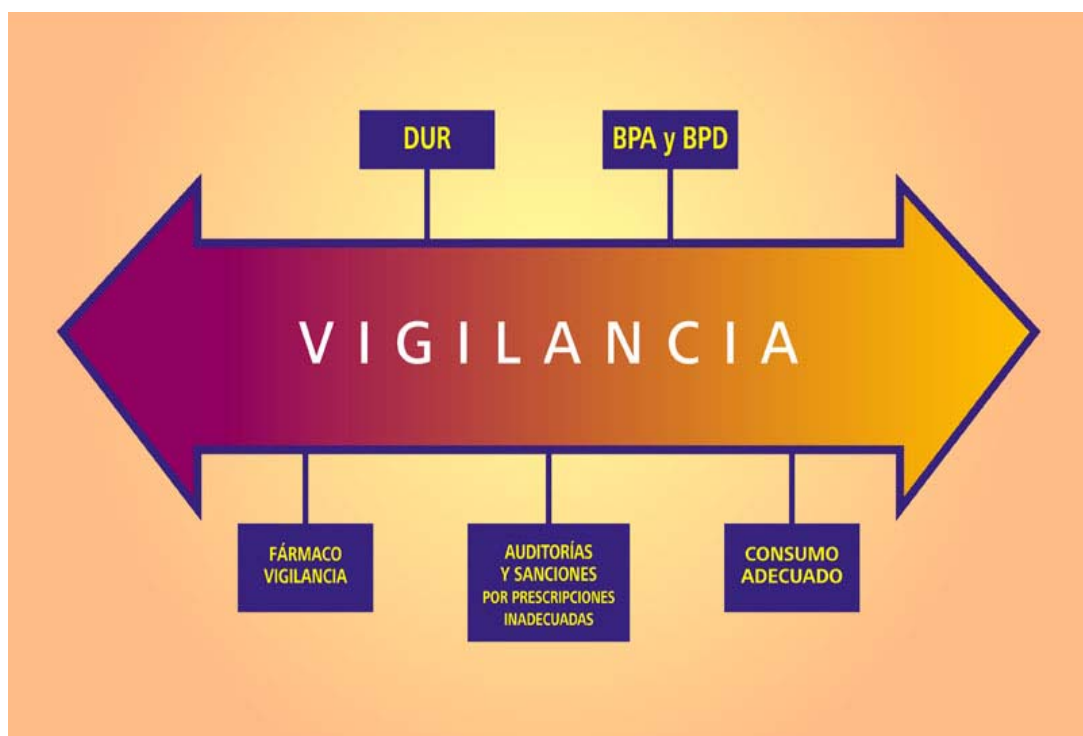 DUR
BPA y BPD
VIGILANCIA
FÁRMACO
VIGILANCIA
AUDITORÍAS
Y SANCIONES
POR PRESCRIPCIONES
INADECUADAS
CONSUMO
ADECUADO